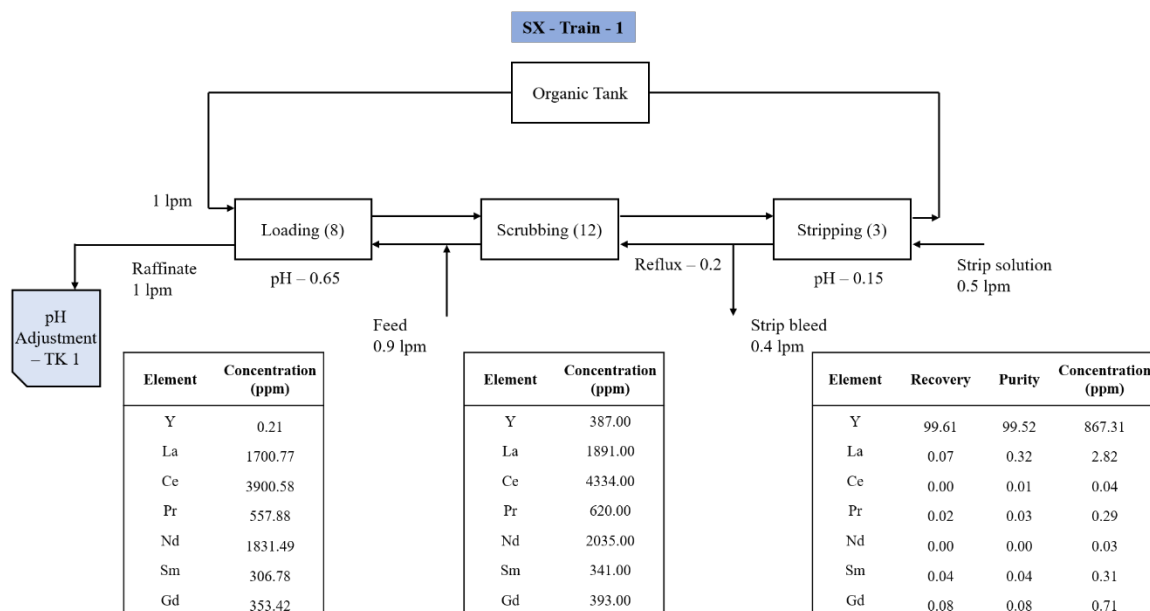 SX - Train - 1
Organic Tank
1 lpm
Loading (8)
Scrubbing (12)
Stripping (3)
Raffinate
1 lpm
pH – 0.65
Reflux – 0.2
pH – 0.15
Strip solution
0.5 lpm
pH
Adjustment
– TK 1
Feed
0.9 lpm
Strip bleed
0.4 lpm
Element Concentration (ppm)
Y 0.21
La 1700.77
Ce 3900.58
Pr 557.88
Nd 1831.49
Sm 306.78
Gd 353.42
Element Concentration (ppm)
Y 387.00
La 1891.00
Ce 4334.00
Pr 620.00
Nd 2035.00
Sm 341.00
Gd 393.00
Element Recovery Purity Concentration (ppm)
Y 99.61 99.52 867.31
La 0.07 0.32 2.82
Ce 0.00 0.01 0.04
Pr 0.02 0.03 0.29
Nd 0.00 0.00 0.03
Sm 0.04 0.04 0.31
Gd 0.08 0.08 0.71